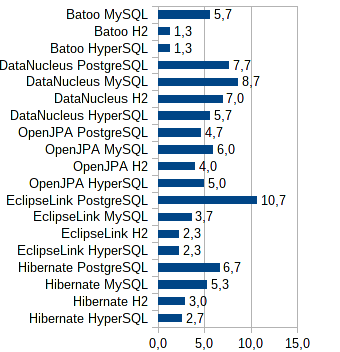 Batoo MySQL 5,7
Batoo H2 1,3
Batoo HyperSQL 1,3
DataNucleus PostgreSQL 7,7
DataNucleus MySQL 8,7
DataNucleus H2 7,0
DataNucleus HyperSQL 5,7
OpenJPA PostgreSQL 4,7
OpenJPA MySQL 6,0
OpenJPA H2 4,0
OpenJPA HyperSQL 5,0
EclipseLink PostgreSQL 10,7
EclipseLink MySQL 3,7
EclipseLink H2 2,3
EclipseLink HyperSQL 2,3
Hibernate PostgreSQL 6,7
Hibernate MySQL 5,3
Hibernate H2 3,0
Hibernate HyperSQL 2,7
0,0 5,0 10,0 15,0